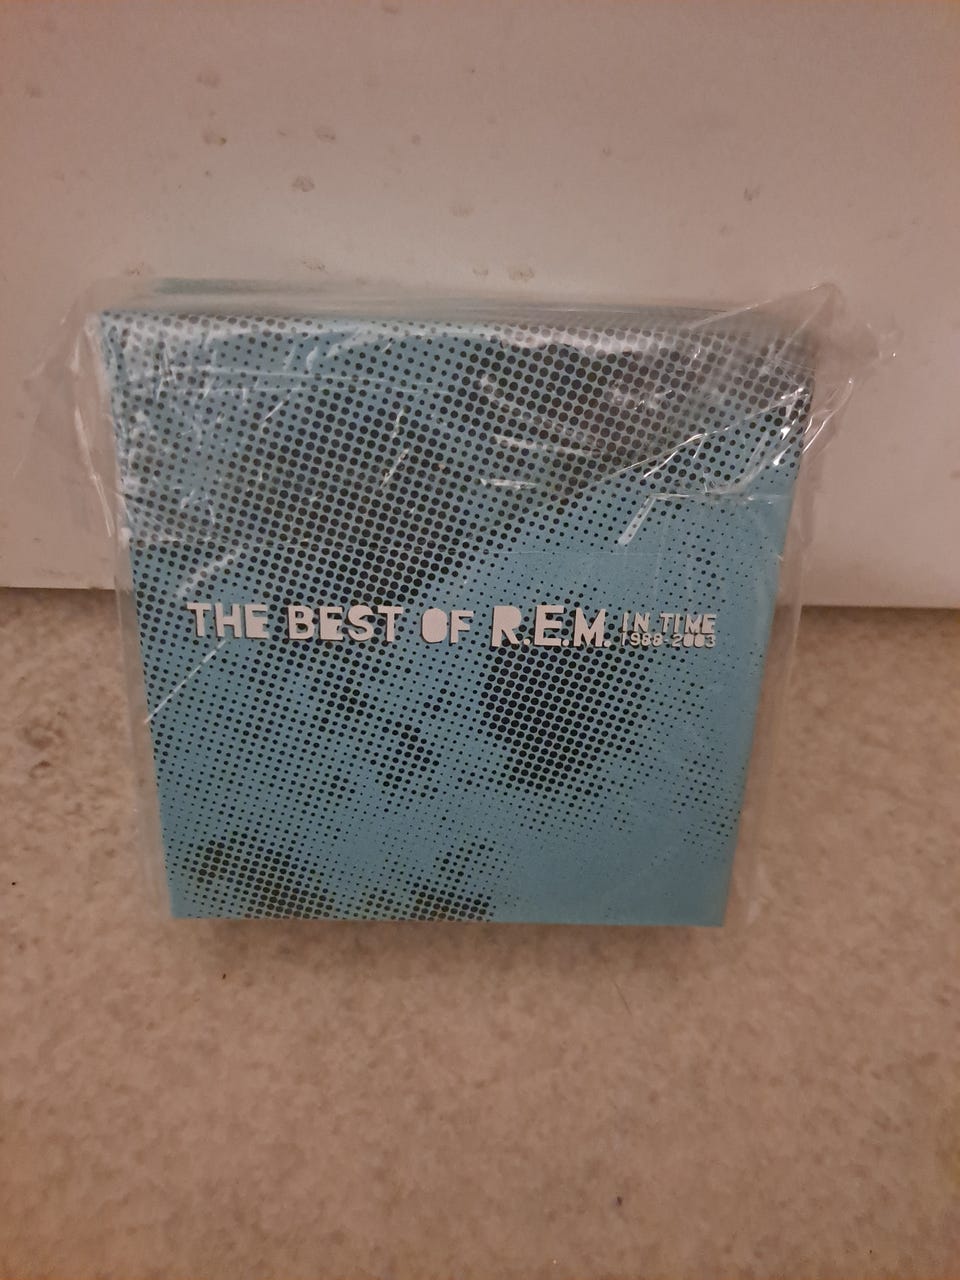 THE BEST OF R.E.M. IN TIME
1988-2003